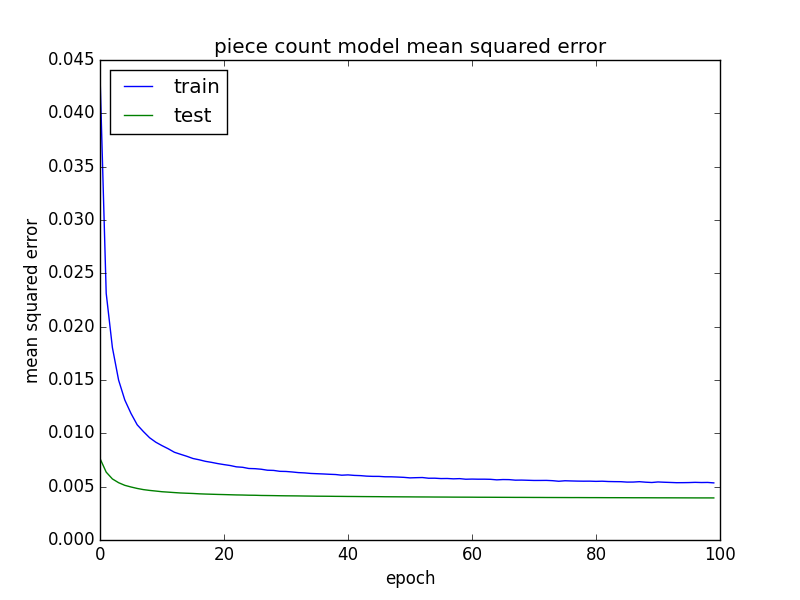 piece count model mean squared error
0.045
0.040
0.035
0.030
0.025
0.020
0.015
0.010
0.005
0.000
mean squared error
train
test
0 20 40 60 80 100
epoch